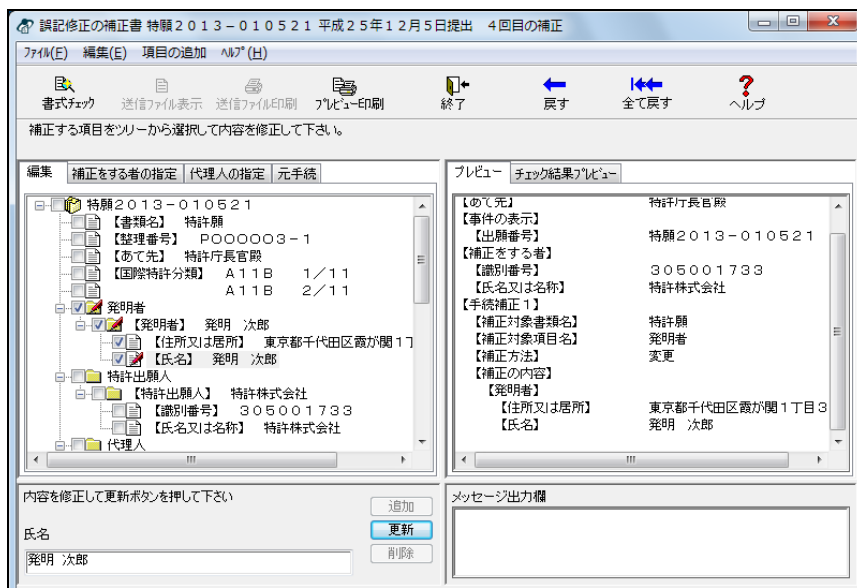 誤記修正の補正書 特願2013-010521 平成25年12月5日提出 4回目の補正
ファイル(F) 編集(E) 項目の追加 ヘルプ(H)
書式チェック 送信ファイル表示 送信ファイル印刷 プレビュー印刷 終了 戻す 全て戻す ヘルプ
補正する項目をツリーから選択して内容を修正して下さい。
編集 補正をする者の指定 代理人の指定 元手続
特願2013-010521
【書類名】 特許願
【整理番号】 PO00003-1
【あて先】 特許庁長官殿
【国際特許分類】 A11B 1/11
A11B 2/11
発明者
【発明者】 発明 次郎
【住所又は居所】 東京都千代田区霞が関1丁
【氏名】 発明 次郎
特許出願人
【特許出願人】 特許株式会社
【識別番号】 305001733
【氏名又は名称】 特許株式会社
代理人
プレビュー チェック結果プレビュー
【あて先】 特許庁長官殿
【事件の表示】
【出願番号】 特願2013-010521
【補正をする者】
【識別番号】 305001733
【氏名又は名称】 特許株式会社
【手続補正1】
【補正対象書類名】 特許願
【補正対象項目名】 発明者
【補正方法】 変更
【補正の内容】
【発明者】
【住所又は居所】 東京都千代田区霞が関1丁目3
【氏名】 発明 次郎
内容を修正して更新ボタンを押して下さい
追加
氏名
更新
発明 次郎
削除
メッセージ出力欄